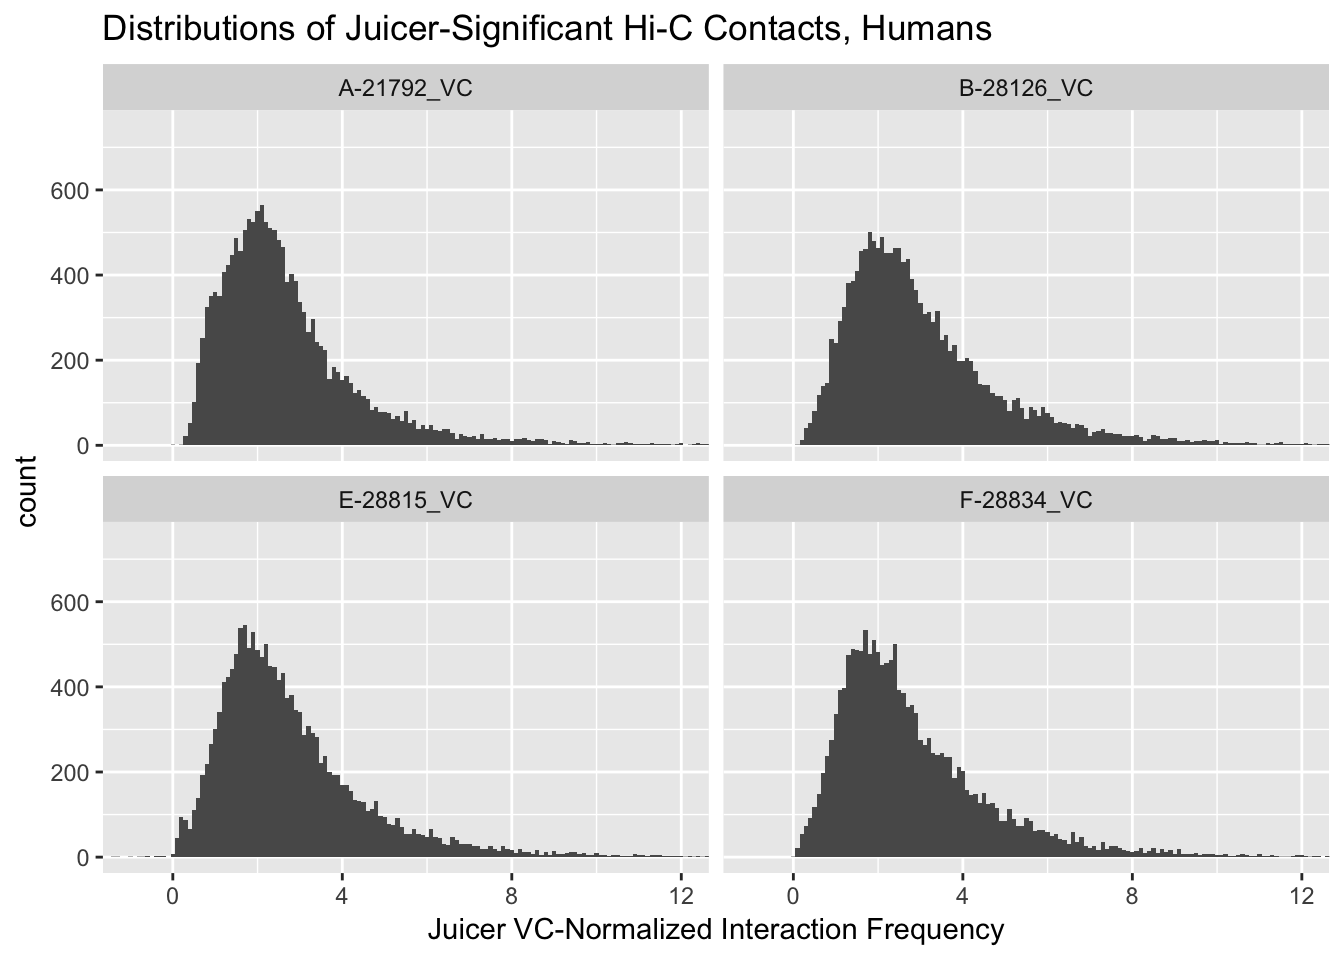 Distributions of Juicer-Significant Hi-C Contacts, Humans
A-21792_VC
B-28126_VC
600
400
200
0
count
E-28815_VC
F-28834_VC
600
400
200
0
0 4 8 12
0 4 8 12
Juicer VC-Normalized Interaction Frequency